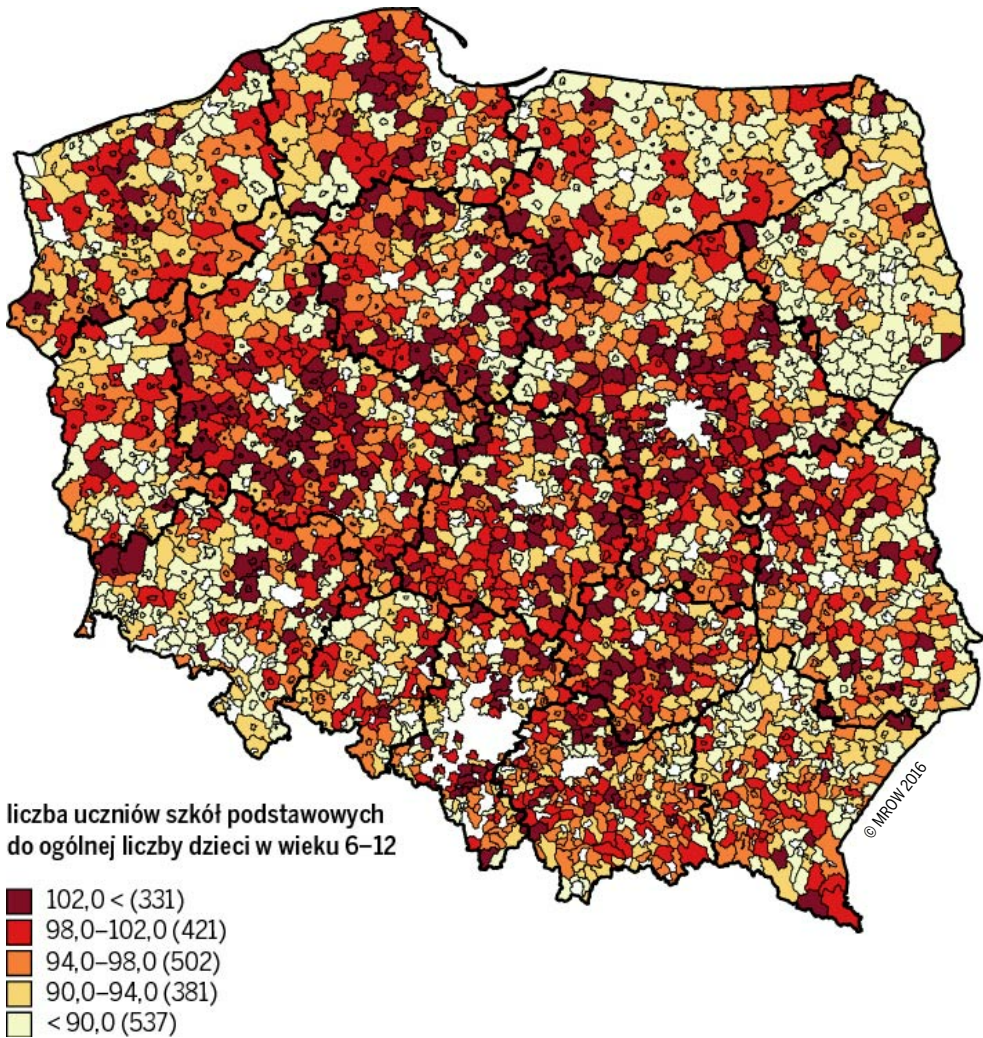 © MROW 2016
liczba uczniów szkół podstawowych
do ogólnej liczby dzieci w wieku 6–12
102,0 < (331)
98,0–102,0 (421)
94,0–98,0 (502)
90,0–94,0 (381)
< 90,0 (537)